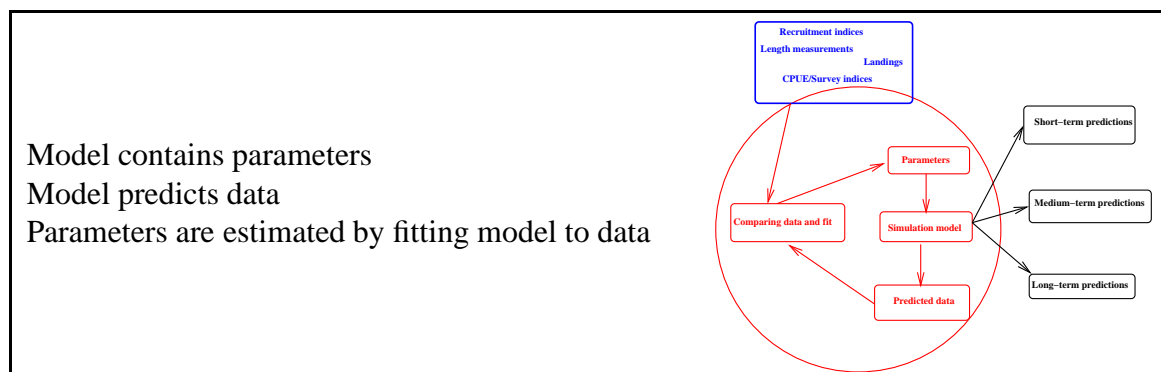 Model contains parameters
Model predicts data
Parameters are estimated by fitting model to data
Recruitment indices
Length measurements
Landings
CPUE/Survey indices
Short−term predictions
Parameters
Medium−term predictions
Comparing data and fit
Simulation model
Long−term predictions
Predicted data